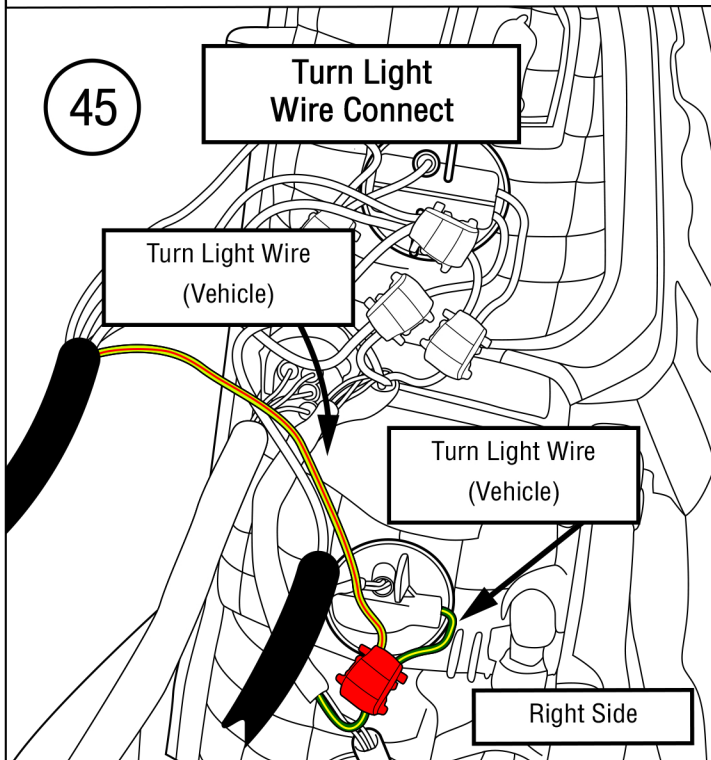 45
Turn Light
Wire Connect
Turn Light Wire
(Vehicle)
Turn Light Wire
(Vehicle)
Right Side